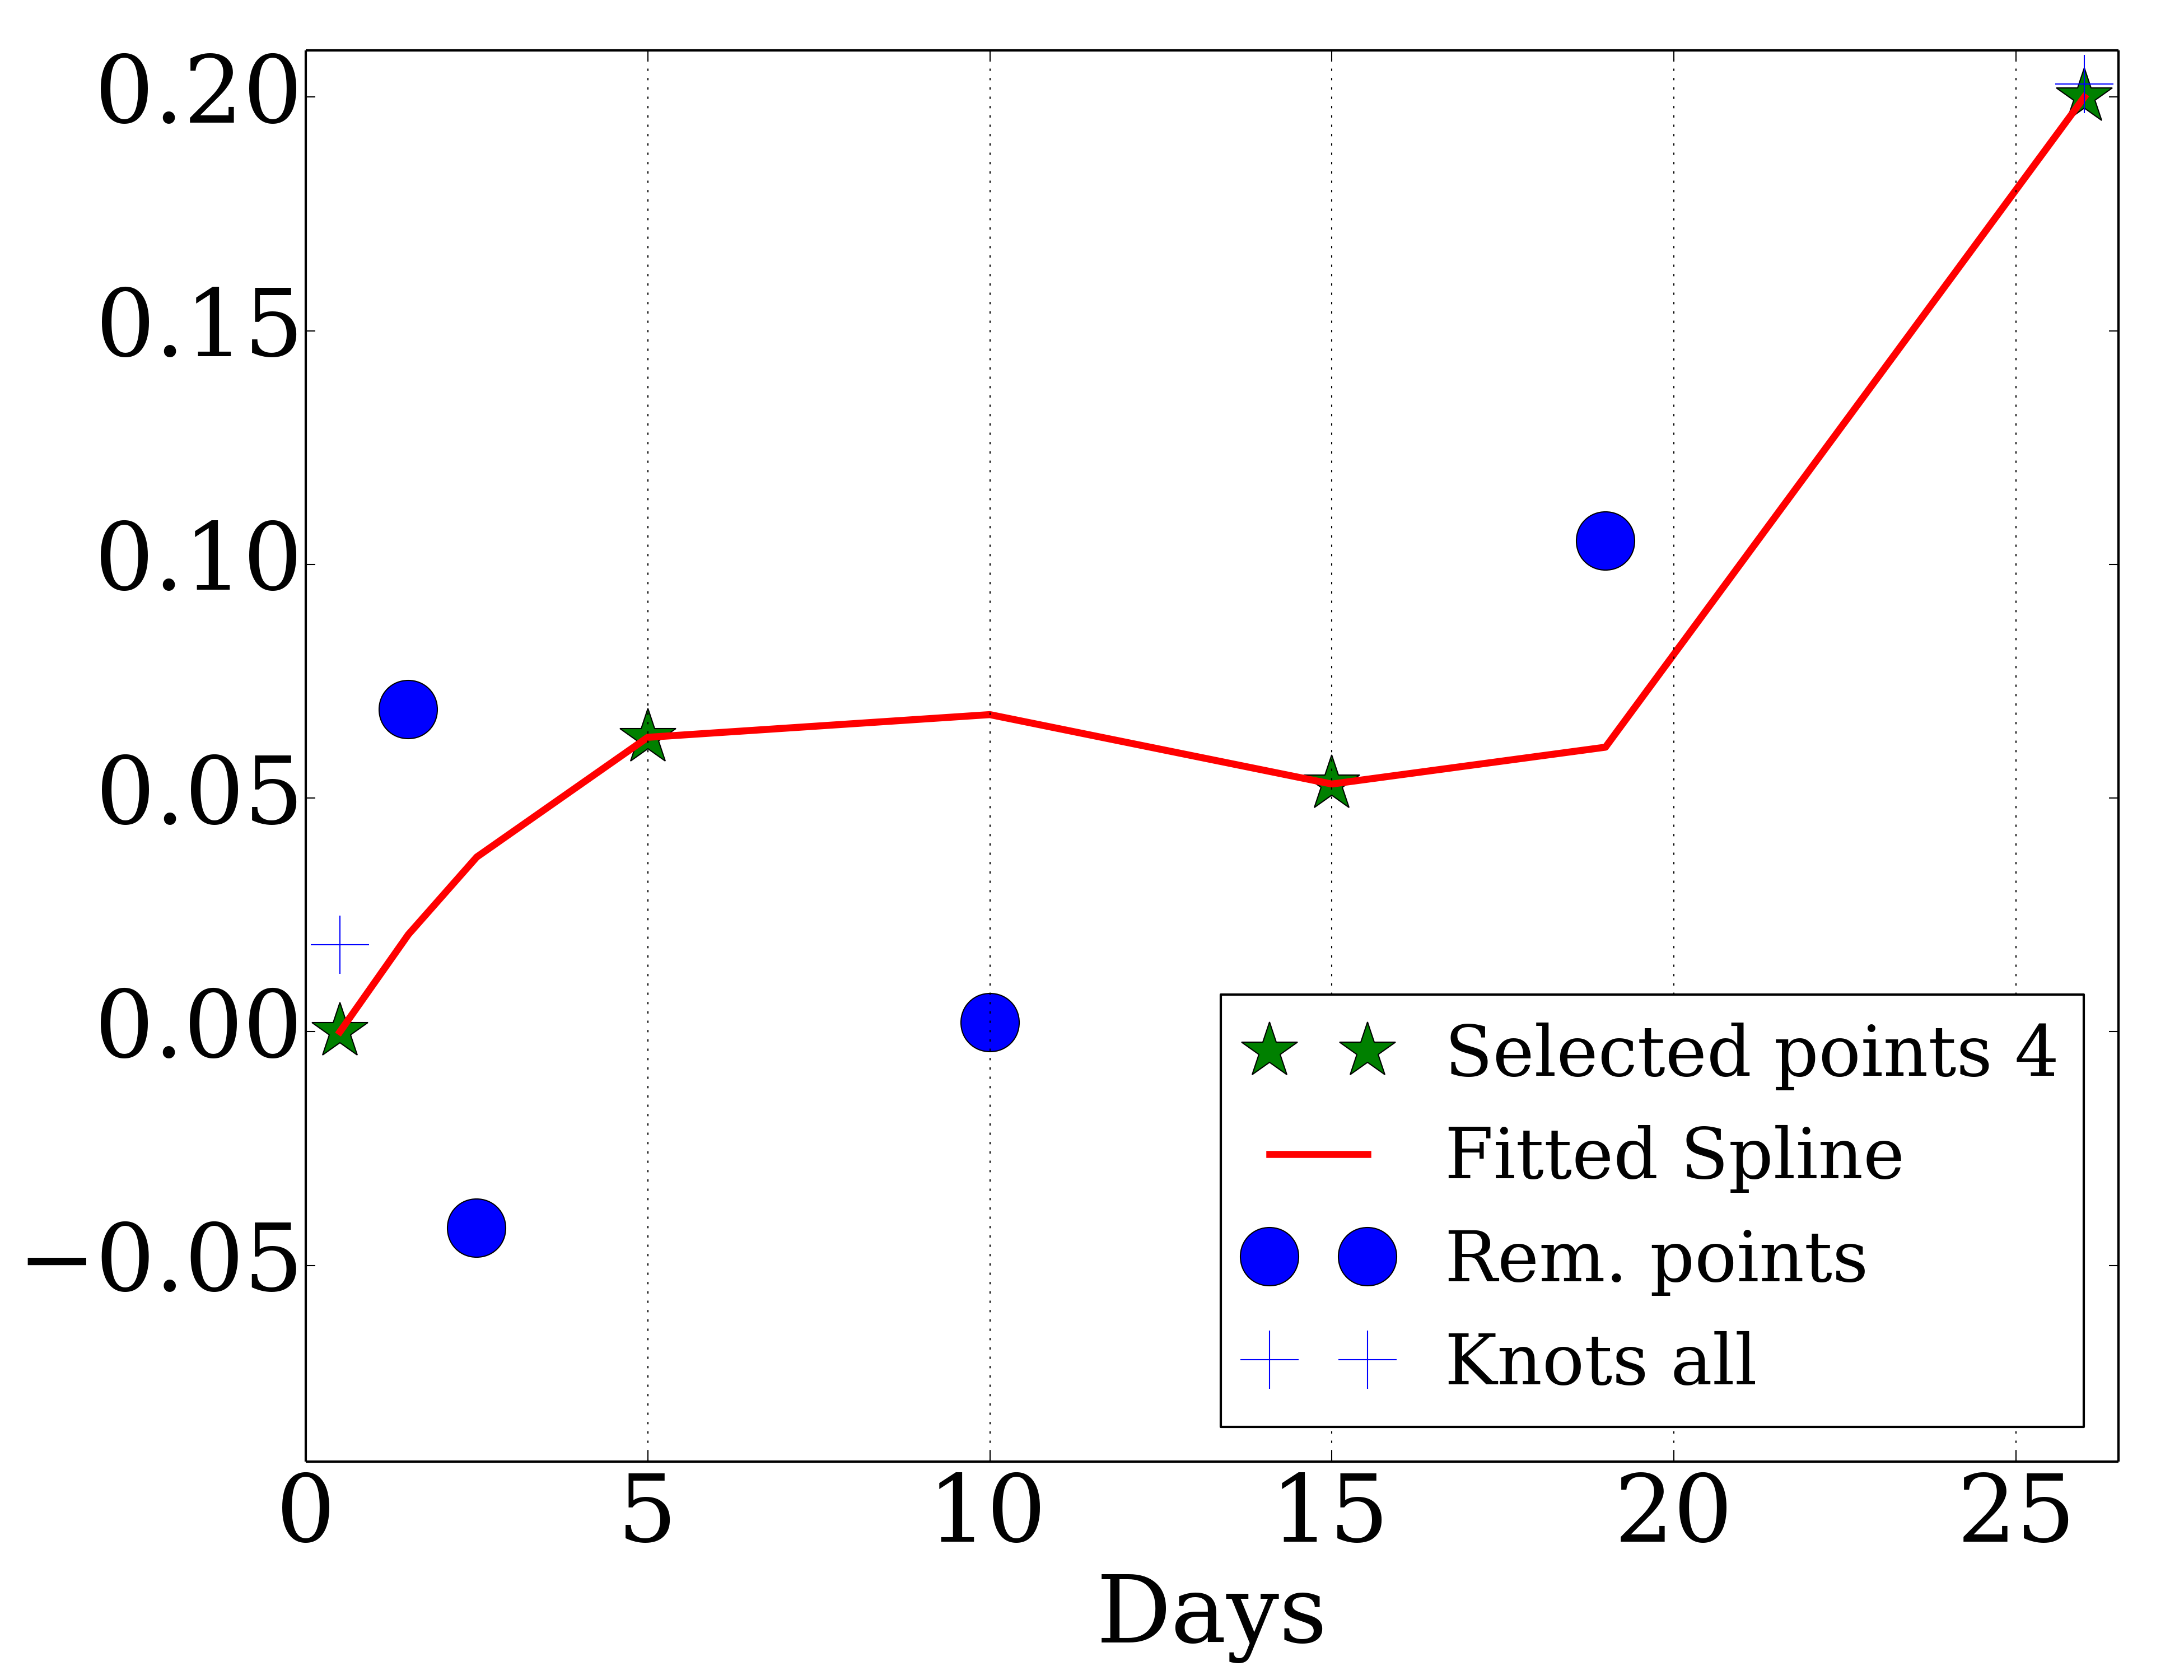 0.20
0.15
0.10
0.05
0.00
−0.05
Selected points 4
Fitted Spline
Rem. points
Knots all
0 5 10 15 20 25
Days